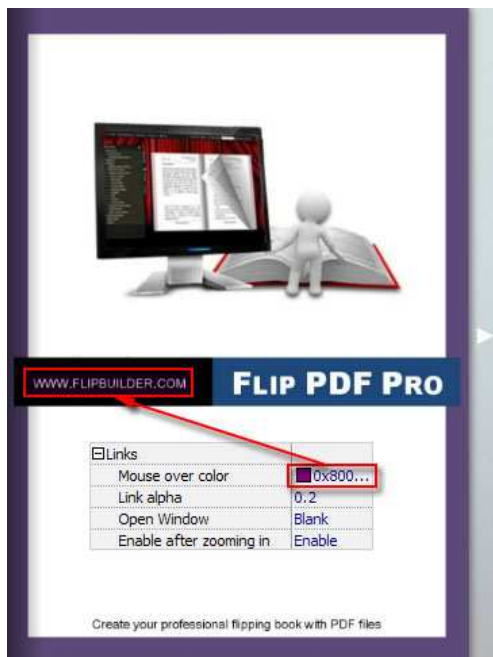 WWW.FLIPBUILDER.COM FLIP PDF PRO
Links
Mouse over color 0x800...
Link alpha 0.2
Open Window Blank
Enable after zooming in Enable
Create your professional flipping book with PDF files